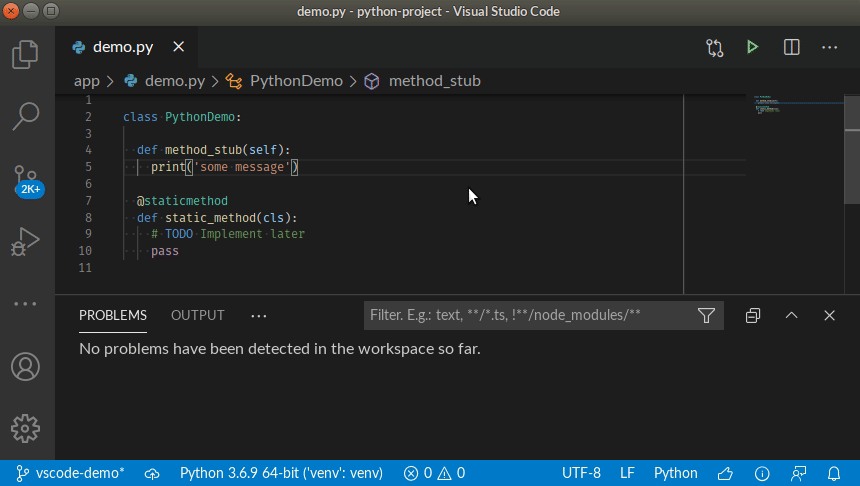 demo.py - python-project - Visual Studio Code
demo.py
app > demo.py > PythonDemo > method_stub
1
2 class PythonDemo:
3
4 def method_stub(self):
5 print('some message')
6
7 @staticmethod
8 def static_method(cls):
9 # TODO Implement later
10 pass
11
2K+
PROBLEMS OUTPUT ··· Filter. E.g.: text, **/*.ts, !**/node_modules/**
No problems have been detected in the workspace so far.
vscode-demo* Python 3.6.9 64-bit ('venv': venv) 0 0 UTF-8 LF Python